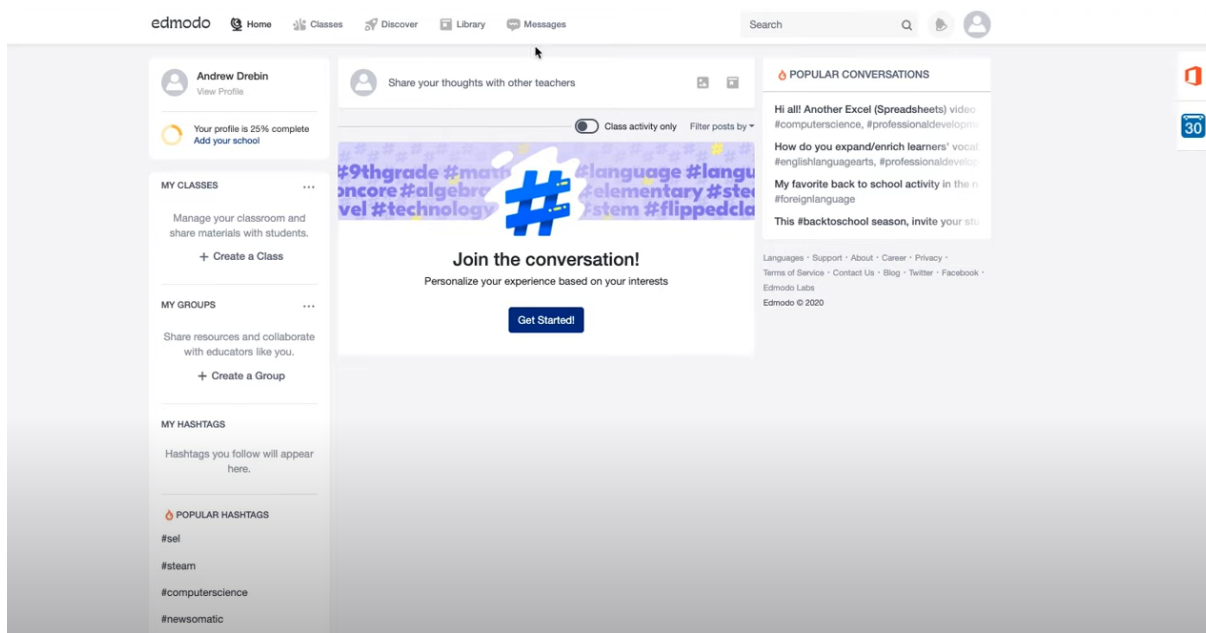 edmodo
Home
Classes
Discover
Library
Messages
Search
Andrew Drebin
View Profile
Your profile is 25% complete
Add your school
MY CLASSES
Manage your classroom and
share materials with students.
+ Create a Class
MY GROUPS
Share resources and collaborate
with educators like you.
+ Create a Group
MY HASHTAGS
Hashtags you follow will appear
here.
POPULAR HASHTAGS
#sel
#steam
#computerscience
#newsomatic
Share your thoughts with other teachers
Class activity only
Filter posts by
#9thgrade #math #language #langu
oncore #algebra #elementary #stea
vel #technology #stem #flippedcla
Join the conversation!
Personalize your experience based on your interests
Get Started!
POPULAR CONVERSATIONS
Hi all! Another Excel (Spreadsheets) video
#computerscience, #professionaldevelopme
How do you expand/enrich learners' vocal
#englishlanguagearts, #professionaldevelop
My favorite back to school activity in the n
#foreignlanguage
This #backtoschool season, invite your stu
Languages · Support · About · Career · Privacy ·
Terms of Service · Contact Us · Blog · Twitter · Facebook ·
Edmodo Labs
Edmodo © 2020
30